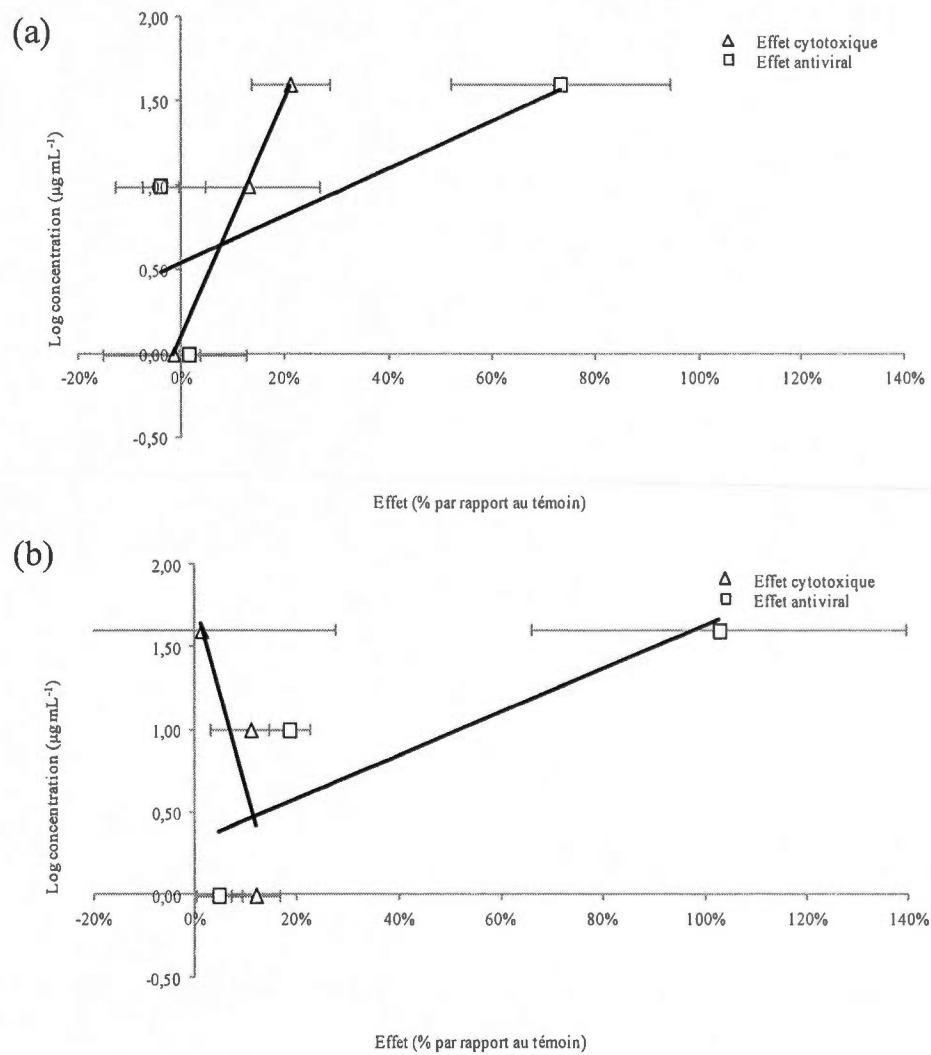 (a)
2,00
1,50
1,00
0,50
0,00
-0,50
Log concentration (µg mL⁻¹)
-20% 0% 20% 40% 60% 80% 100% 120% 140%
Effet (% par rapport au témoin)
Effet cytotoxique
Effet antiviral
(b)
2,00
1,50
1,00
0,50
0,00
-0,50
Log concentration (µg mL⁻¹)
-20% 0% 20% 40% 60% 80% 100% 120% 140%
Effet (% par rapport au témoin)
Effet cytotoxique
Effet antiviral